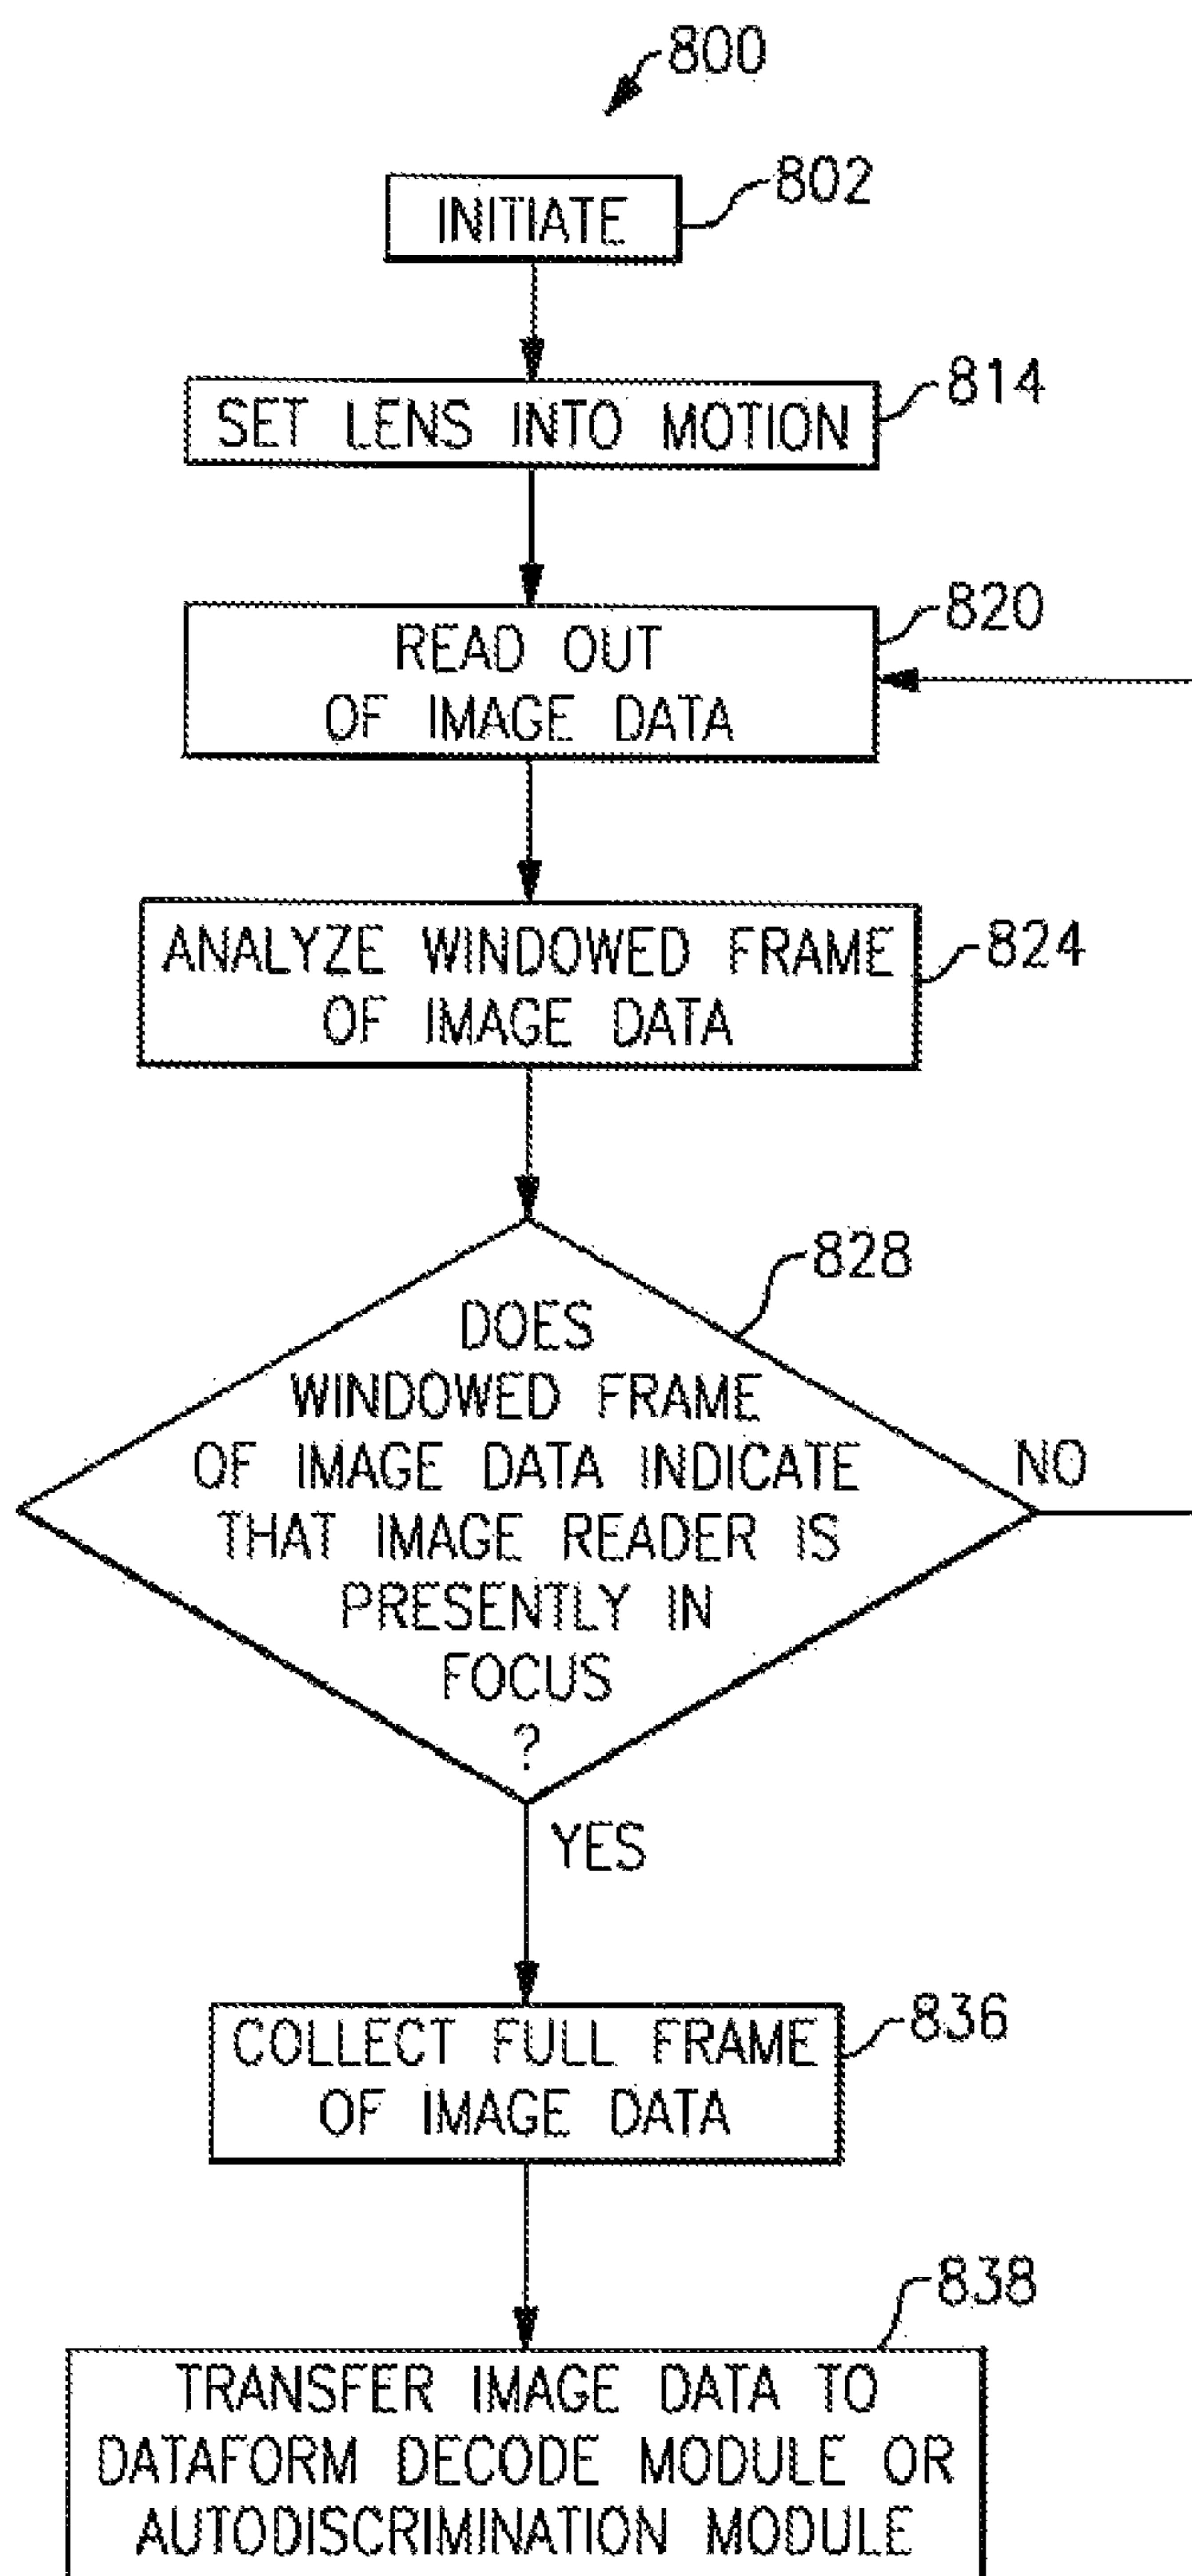 800
INITIATE
802
SET LENS INTO MOTION
814
READ OUT
OF IMAGE DATA
820
ANALYZE WINDOWED FRAME
OF IMAGE DATA
824
DOES
WINDOWED FRAME
OF IMAGE DATA INDICATE
THAT IMAGE READER IS
PRESENTLY IN
FOCUS
?
828
NO
YES
COLLECT FULL FRAME
OF IMAGE DATA
836
TRANSFER IMAGE DATA TO
DATAFORM DECODE MODULE OR
AUTODISCRIMINATION MODULE
838